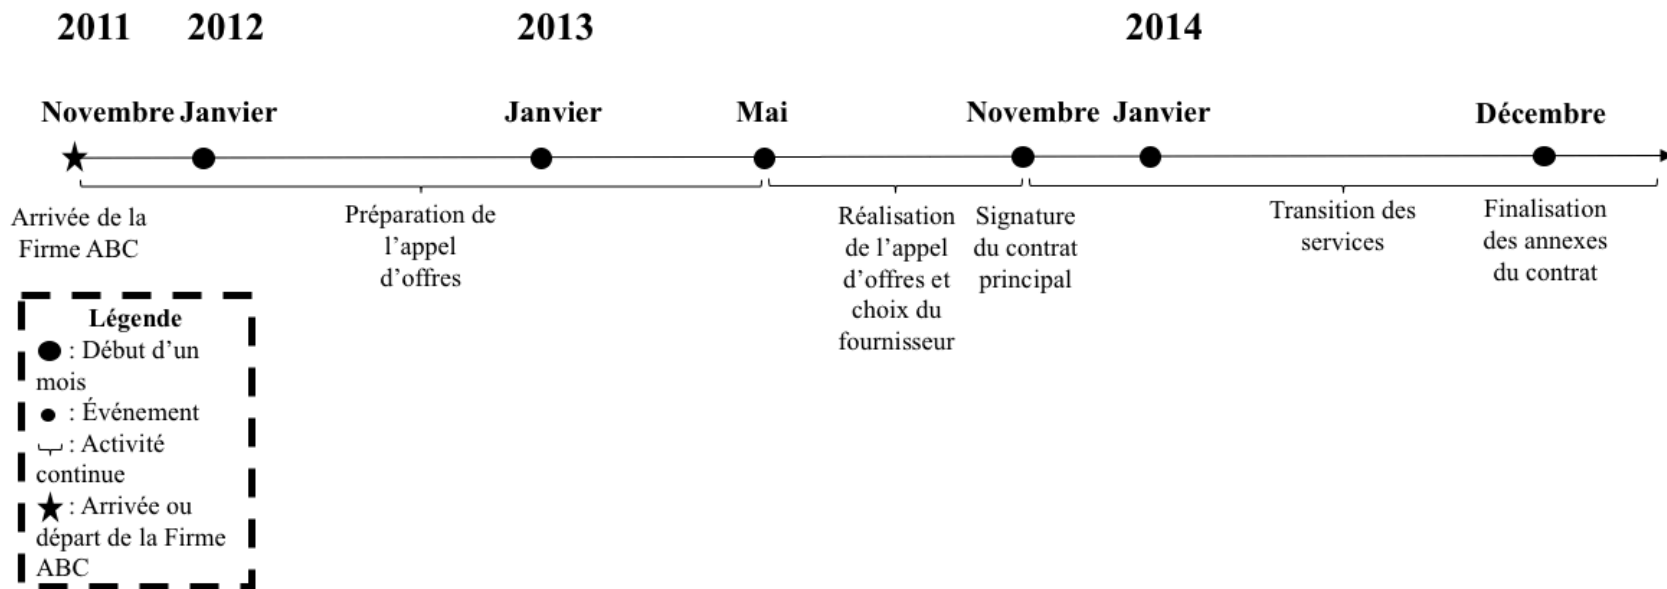 2011 2012 2013 2014
Novembre Janvier Janvier Mai Novembre Janvier Décembre
Arrivée de la
Firme ABC
Préparation de
l’appel
d’offres
Réalisation
de l’appel
d’offres et
choix du
fournisseur
Signature
du contrat
principal
Transition des
services
Finalisation
des annexes
du contrat
Légende
: Début d’un
mois
: Événement
: Activité
continue
: Arrivée ou
départ de la Firme
ABC